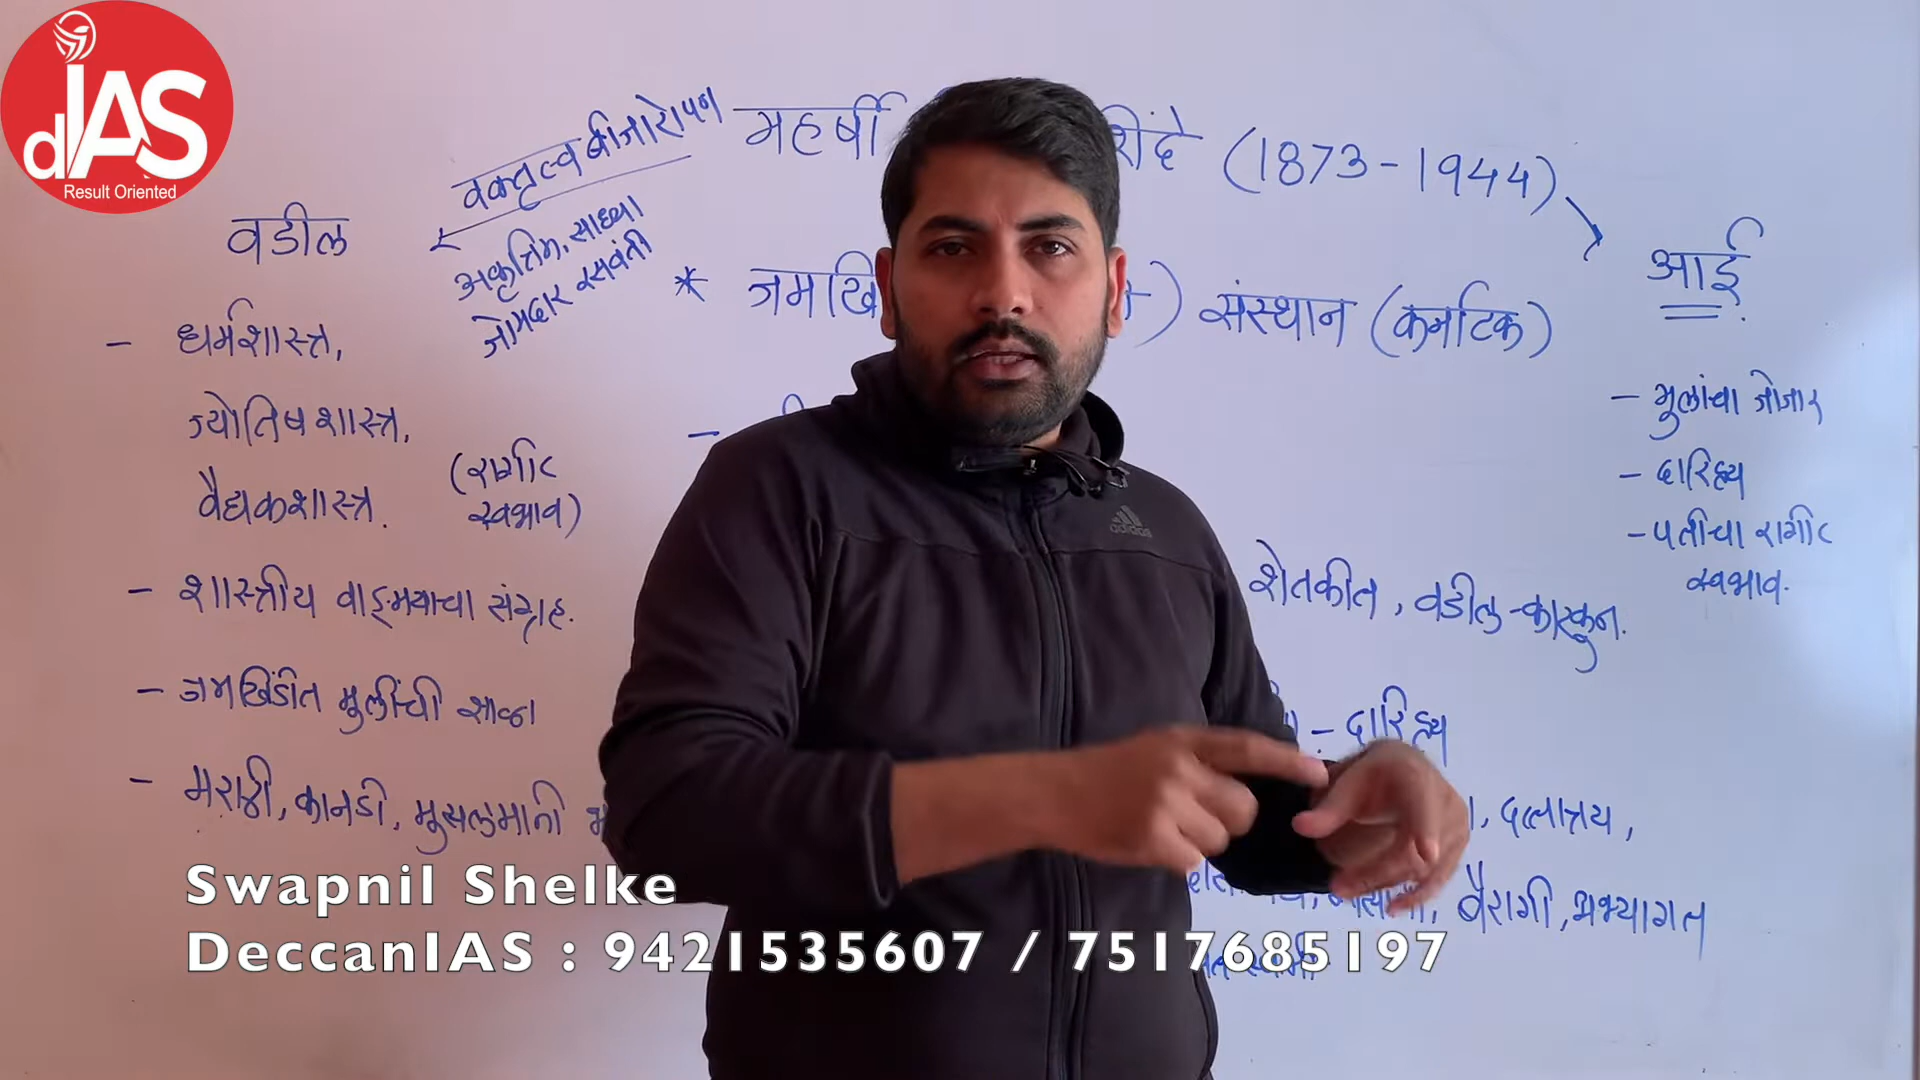 dIAS
Result Oriented
महर्षी शिंदे (1873-1944)
वक्तृत्व बीजारोपण
अकृत्रिम, साध्या
जोमदार रसवंती
वडील
- धर्मशास्त्र,
ज्योतिषशास्त्र,
वैद्यकशास्त्र.
(रागीट
स्वभाव)
- शास्त्रीय वाङ्मयाचा संग्रह.
- जमखिंडीत मुलींची शाळा
- मराठी, कानडी, मुसलमानी
* जमखि ) संस्थान (कर्नाटक)
आई
- मुलांचा जोजार
- दारिद्र्य
- पतीचा रागीट
स्वभाव.
शेतकीत, वडील-कारकुन.
- दारिद्र्य
, दत्तात्रय,
बैरागी, अभ्यागत
Swapnil Shelke
DeccanIAS : 9421535607 / 7517685197